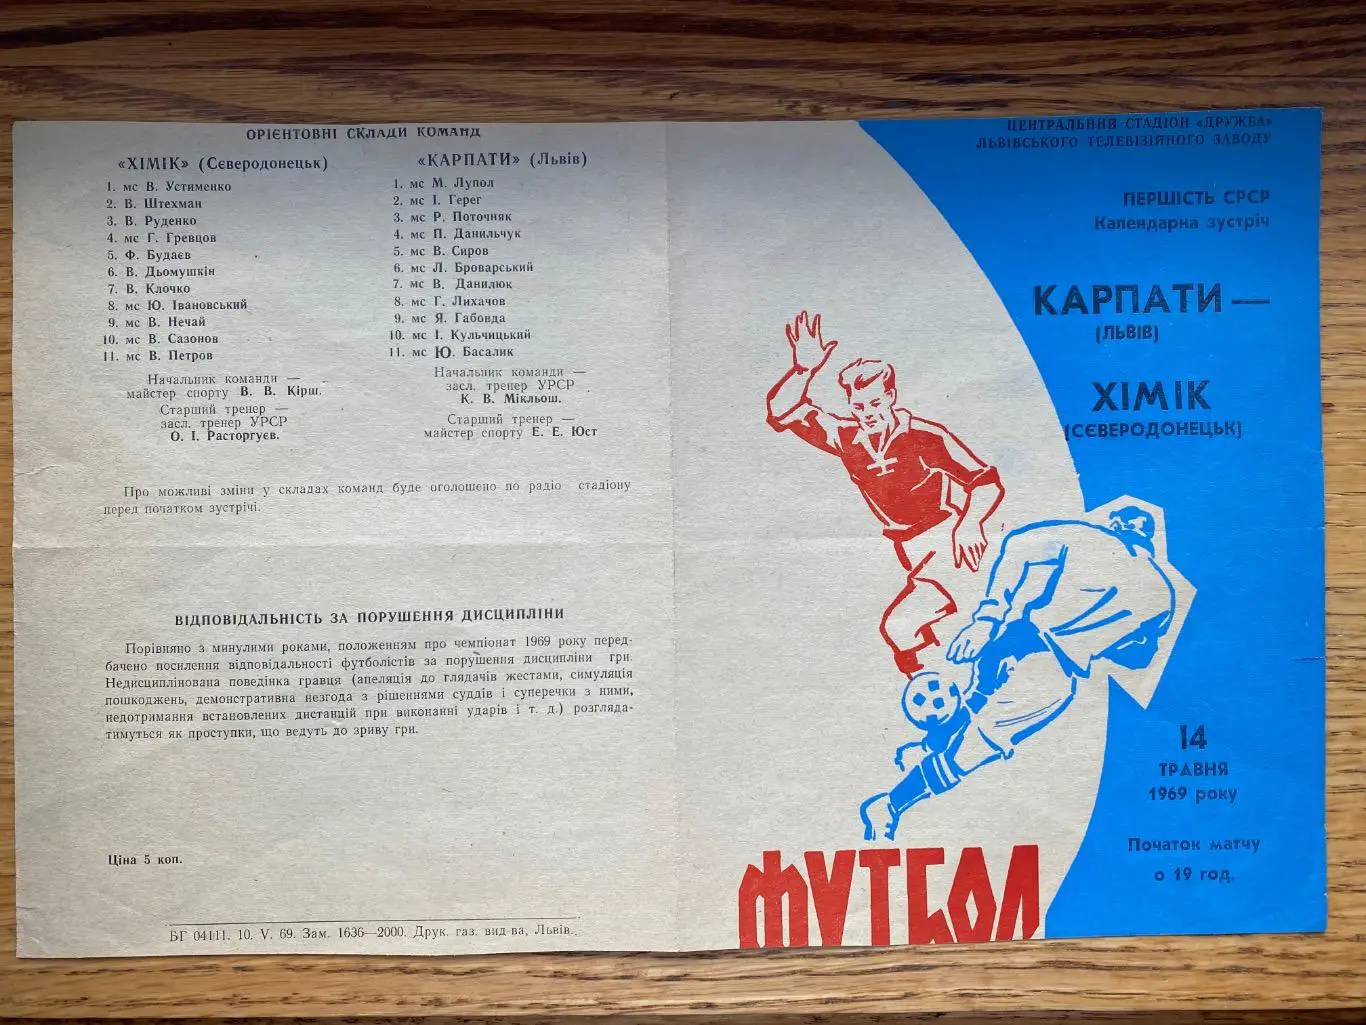 ОРІЄНТОВНІ СКЛАДИ КОМАНД
«ХІМІК» (Сєверодонецьк)
1. мс В. Устименко
2. В. Штехман
3. В. Руденко
4. мс Г. Гревцов
5. Ф. Будаєв
6. В. Дьомушкін
7. В. Клочко
8. мс Ю. Івановський
9. мс В. Нечай
10. мс В. Сазонов
11. мс В. Петров
Начальник команди —
майстер спорту В. В. Кірш.
Старший тренер —
засл. тренер УРСР
О. І. Расторгуєв.
«КАРПАТИ» (Львів)
1. мс М. Лупол
2. мс І. Герег
3. мс Р. Поточняк
4. мс П. Данильчук
5. мс В. Сиров
6. мс Л. Броварський
7. мс В. Данилюк
8. мс Г. Лихачов
9. мс Я. Габовда
10. мс І. Кульчицький
11. мс Ю. Басалик
Начальник команди —
засл. тренер УРСР
К. В. Мікльош.
Старший тренер —
майстер спорту Е. Е. Юст
Про можливі зміни у складах команд буде оголошено по радіо стадіону
перед початком зустрічі.
ВІДПОВІДАЛЬНІСТЬ ЗА ПОРУШЕННЯ ДИСЦИПЛІНИ
Порівняно з минулими роками, положенням про чемпіонат 1969 року перед-
бачено посилення відповідальності футболістів за порушення дисципліни гри.
Недисциплінована поведінка гравця (апеляція до глядачів жестами, симуляція
пошкоджень, демонстративна незгода з рішеннями суддів і суперечки з ними,
недотримання встановлених дистанцій при виконанні ударів і т. д.) розгляда-
тимуться як проступки, що ведуть до зриву гри.
Ціна 5 коп.
БГ 04111. 10. V. 69. Зам. 1636—2000. Друк. газ. вид-ва, Львів.
ЦЕНТРАЛЬНИЙ СТАДІОН «ДРУЖБА»
ЛЬВІВСЬКОГО ТЕЛЕВІЗІЙНОГО ЗАВОДУ
ПЕРШІСТЬ СРСР
Календарна зустріч
КАРПАТИ —
(ЛЬВІВ)
ХІМІК
(СЄВЕРОДОНЕЦЬК)
14
ТРАВНЯ
1969 року
Початок матчу
о 19 год.
ФУТБОЛ